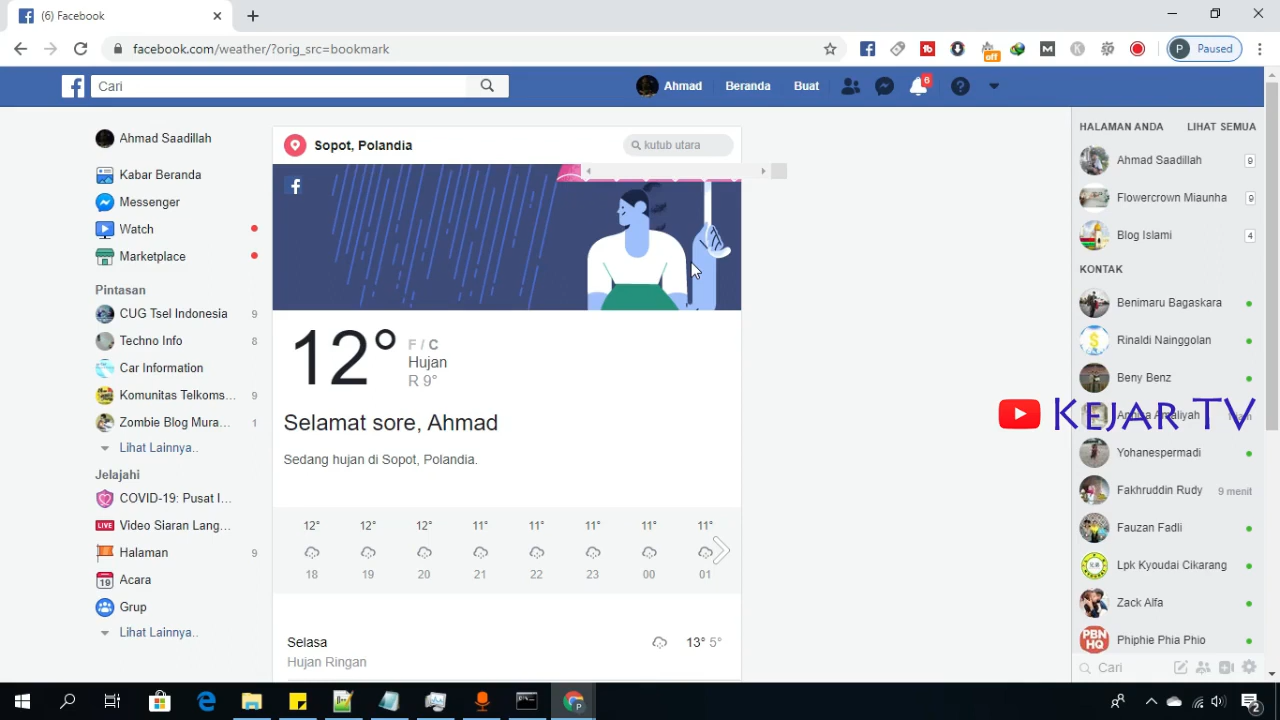 (6) Facebook
facebook.com/weather/?orig_src=bookmark
off
P Paused
Cari
Ahmad Beranda Buat
6
Ahmad Saadillah
Kabar Beranda
Messenger
Watch
Marketplace
Pintasan
CUG Tsel Indonesia 9
Techno Info 8
Car Information
Komunitas Telkoms... 9
Zombie Blog Mura... 1
Lihat Lainnya..
Jelajahi
COVID-19: Pusat I...
LIVE Video Siaran Lang...
Halaman 9
19 Acara
Grup
Lihat Lainnya..
Sopot, Polandia
kutub utara
12° F / C
Hujan
R 9°
Selamat sore, Ahmad
Sedang hujan di Sopot, Polandia.
12° 12° 12° 11° 11° 11° 11° 11°
18 19 20 21 22 23 00 01
Selasa 13° 5°
Hujan Ringan
HALAMAN ANDA LIHAT SEMUA
Ahmad Saadillah 9
Flowercrown Miaunha 9
Blog Islami 4
KONTAK
Benimaru Bagaskara
Rinaldi Nainggolan
Beny Benz
KEJAR TV
Yohanespermadi
Fakhruddin Rudy 9 menit
Fauzan Fadli
Lpk Kyoudai Cikarang
Zack Alfa
PBN HQ Phiphie Phia Phio
Cari
2